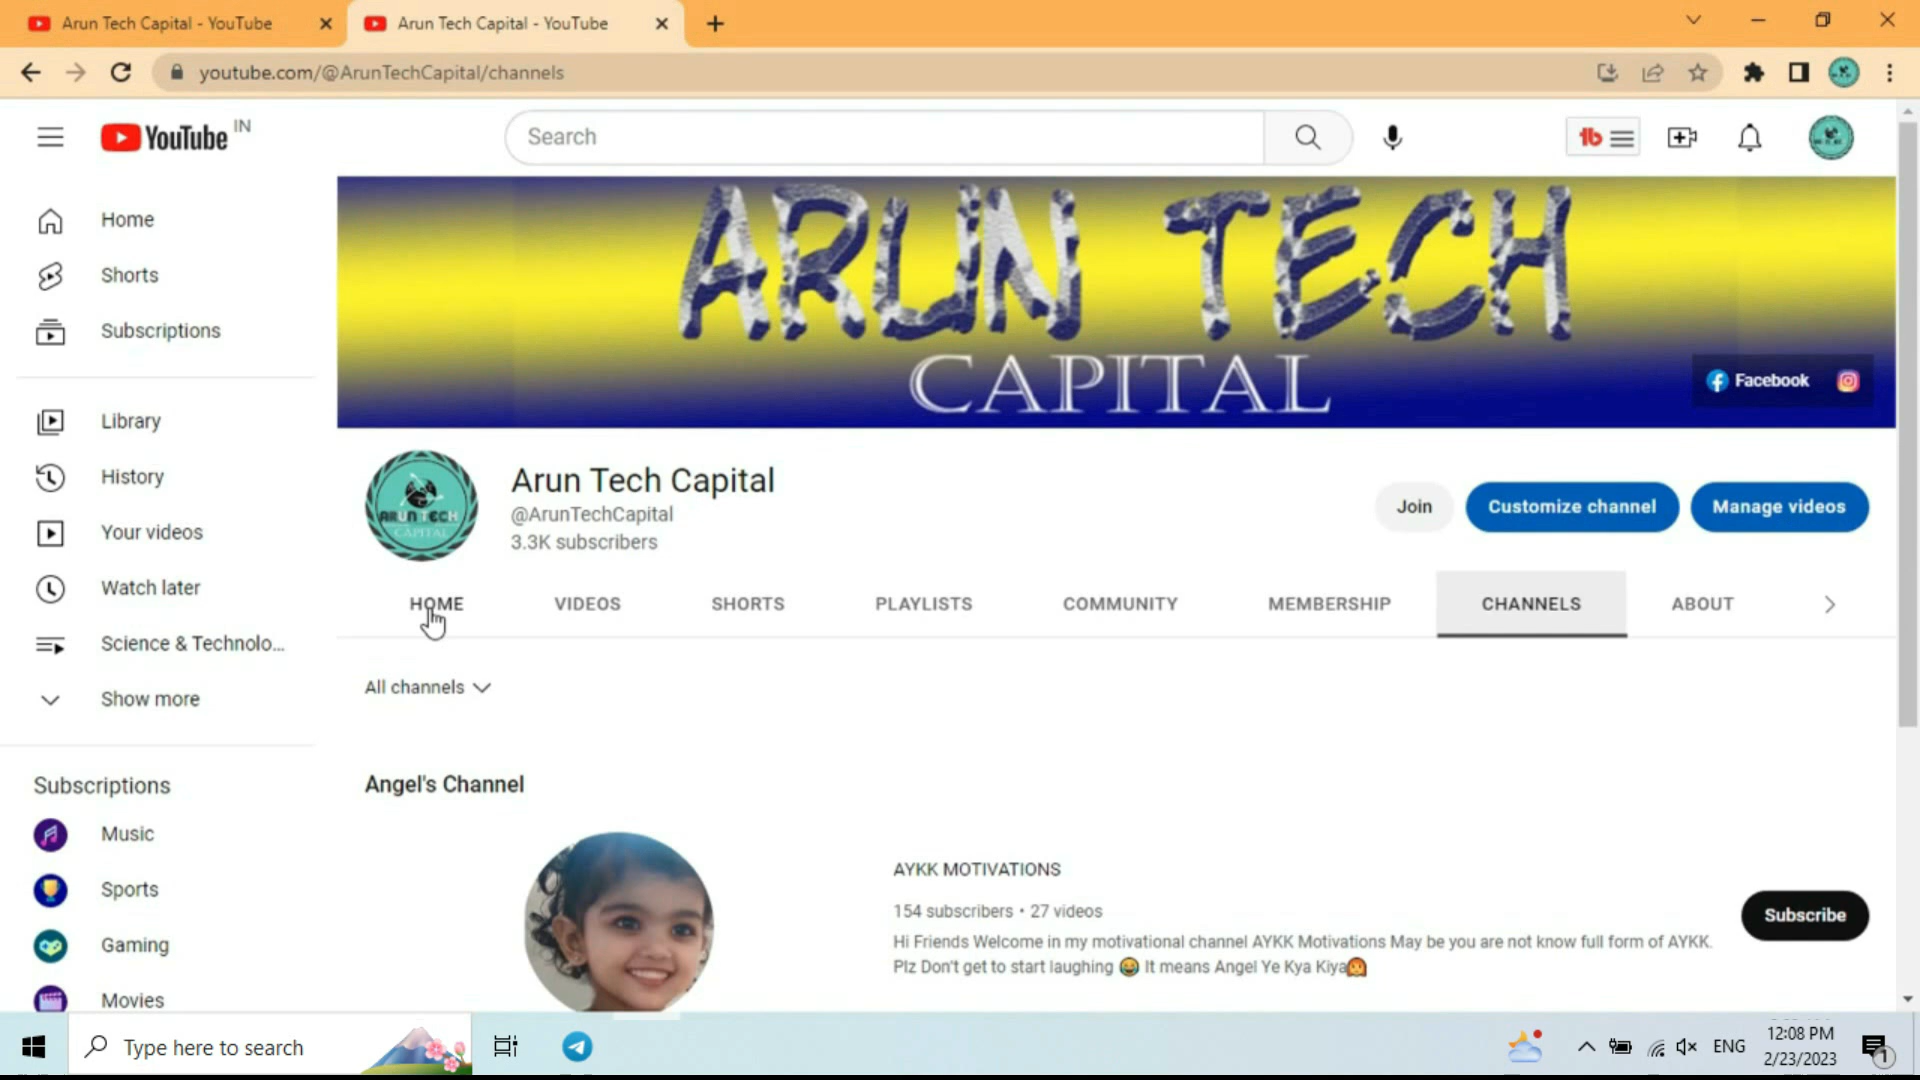 Arun Tech Capital - YouTube
Arun Tech Capital - YouTube
youtube.com/@ArunTechCapital/channels
YouTube IN
Search
tb
Home
Shorts
Subscriptions
Library
History
Your videos
Watch later
Science & Technolo...
Show more
Subscriptions
Music
Sports
Gaming
Movies
ARUN TECH
CAPITAL
Facebook
ARUN TECH
CAPITAL
Arun Tech Capital
@ArunTechCapital
3.3K subscribers
Join
Customize channel
Manage videos
HOME VIDEOS SHORTS PLAYLISTS COMMUNITY MEMBERSHIP CHANNELS ABOUT
All channels
Angel's Channel
AYKK MOTIVATIONS
154 subscribers • 27 videos
Hi Friends Welcome in my motivational channel AYKK Motivations May be you are not know full form of AYKK.
Plz Don't get to start laughing 😂 It means Angel Ye Kya Kiya👩‍🦰
Subscribe
Type here to search
ENG
12:08 PM
2/23/2023
1